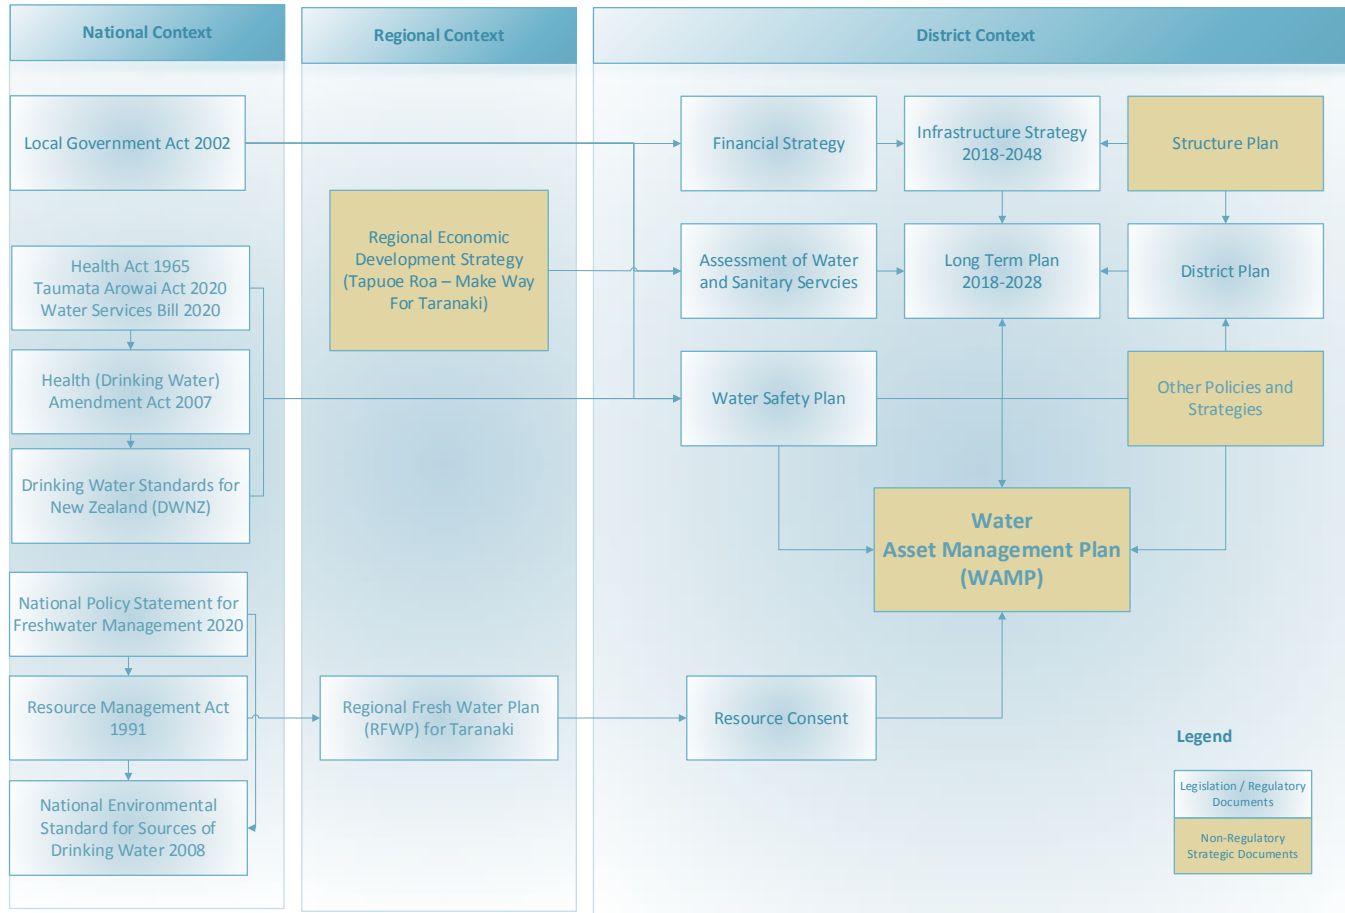 National Context
Regional Context
District Context
Local Government Act 2002
Financial Strategy
Infrastructure Strategy
2018-2048
Structure Plan
Regional Economic
Development Strategy
(Tapuoe Roa – Make Way
For Taranaki)
Health Act 1965
Taumata Arowai Act 2020
Water Services Bill 2020
Assessment of Water
and Sanitary Servcies
Long Term Plan
2018-2028
District Plan
Health (Drinking Water)
Amendment Act 2007
Water Safety Plan
Other Policies and
Strategies
Drinking Water Standards for
New Zealand (DWNZ)
Water
Asset Management Plan
(WAMP)
National Policy Statement for
Freshwater Management 2020
Resource Management Act
1991
Regional Fresh Water Plan
(RFWP) for Taranaki
Resource Consent
National Environmental
Standard for Sources of
Drinking Water 2008
Legend
Legislation / Regulatory
Documents
Non-Regulatory
Strategic Documents